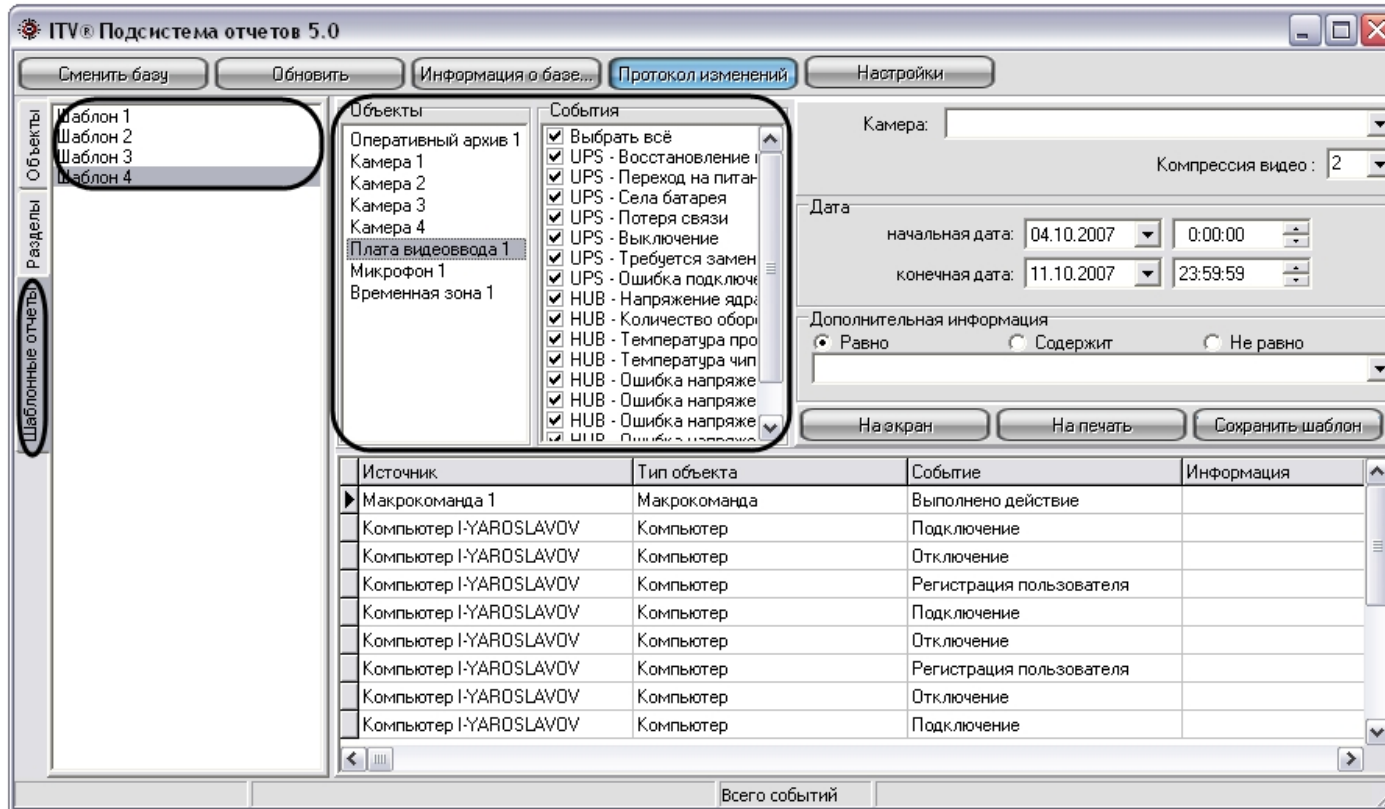 ITV® Подсистема отчетов 5.0
Сменить базу Обновить Информация о базе... Протокол изменений Настройки
Объекты
Разделы
Шаблонные отчеты
Шаблон 1
Шаблон 2
Шаблон 3
Шаблон 4
Объекты
Оперативный архив 1
Камера 1
Камера 2
Камера 3
Камера 4
Плата видеоввода 1
Микрофон 1
Временная зона 1
События
Выбрать всё
UPS - Восстановление
UPS - Переход на питан
UPS - Села батарея
UPS - Потеря связи
UPS - Выключение
UPS - Требуется замен
UPS - Ошибка подключе
HUB - Напряжение ядра
HUB - Количество обор
HUB - Температура про
HUB - Температура чип
HUB - Ошибка напряже
HUB - Ошибка напряже
HUB - Ошибка напряже
HUB - Ошибка напряже
Камера:
Компрессия видео : 2
Дата
начальная дата: 04.10.2007 0:00:00
конечная дата: 11.10.2007 23:59:59
Дополнительная информация
Равно Содержит Не равно
На экран На печать Сохранить шаблон
Источник Тип объекта Событие Информация
Макрокоманда 1 Макрокоманда Выполнено действие
Компьютер I-YAROSLAVOV Компьютер Подключение
Компьютер I-YAROSLAVOV Компьютер Отключение
Компьютер I-YAROSLAVOV Компьютер Регистрация пользователя
Компьютер I-YAROSLAVOV Компьютер Подключение
Компьютер I-YAROSLAVOV Компьютер Отключение
Компьютер I-YAROSLAVOV Компьютер Регистрация пользователя
Компьютер I-YAROSLAVOV Компьютер Отключение
Компьютер I-YAROSLAVOV Компьютер Подключение
Всего событий